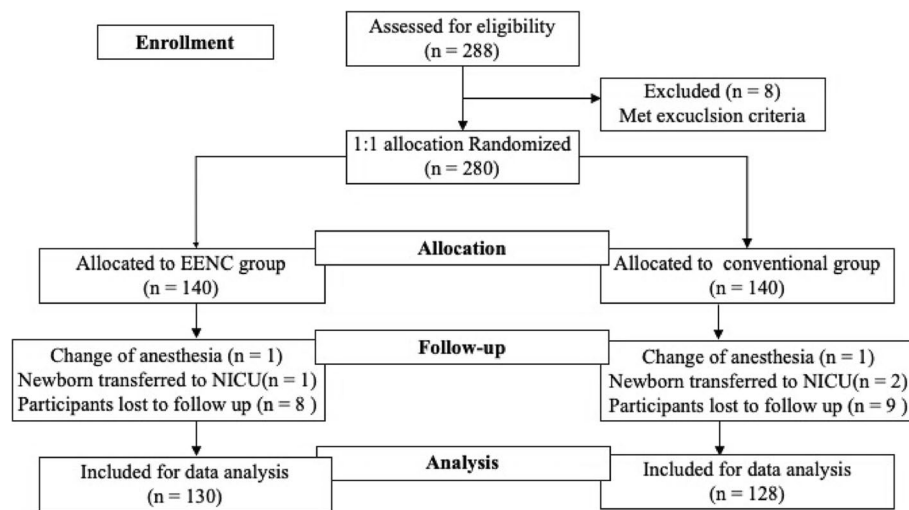 Assessed for eligibility
(n = 288)
Enrollment
Excluded (n = 8)
Met excuclsion criteria
1:1 allocation Randomized
(n = 280)
Allocation
Allocated to EENC group
(n = 140)
Allocated to conventional group
(n = 140)
Follow-up
Change of anesthesia (n = 1)
Newborn transferred to NICU(n = 1)
Participants lost to follow up (n = 8 )
Change of anesthesia (n = 1)
Newborn transferred to NICU(n = 2)
Participants lost to follow up (n = 9 )
Analysis
Included for data analysis
(n = 130)
Included for data analysis
(n = 128)